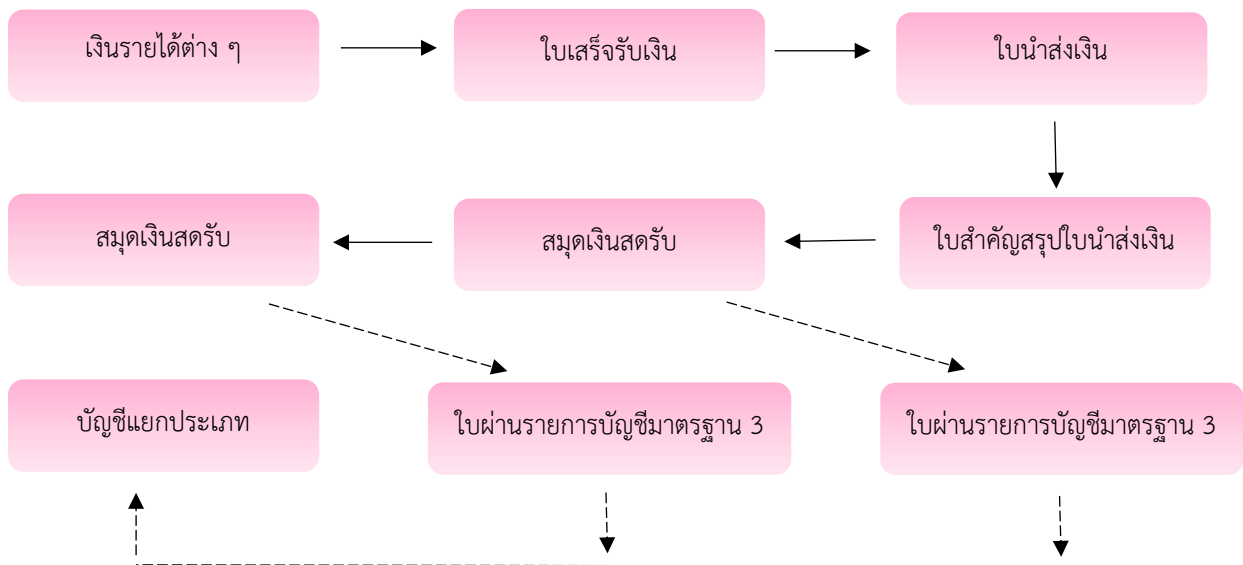 เงินรายได้ต่าง ๆ
ใบเสร็จรับเงิน
ใบนำส่งเงิน
สมุดเงินสดรับ
สมุดเงินสดรับ
ใบสำคัญสรุปใบนำส่งเงิน
บัญชีแยกประเภท
ใบผ่านรายการบัญชีมาตรฐาน 3
ใบผ่านรายการบัญชีมาตรฐาน 3